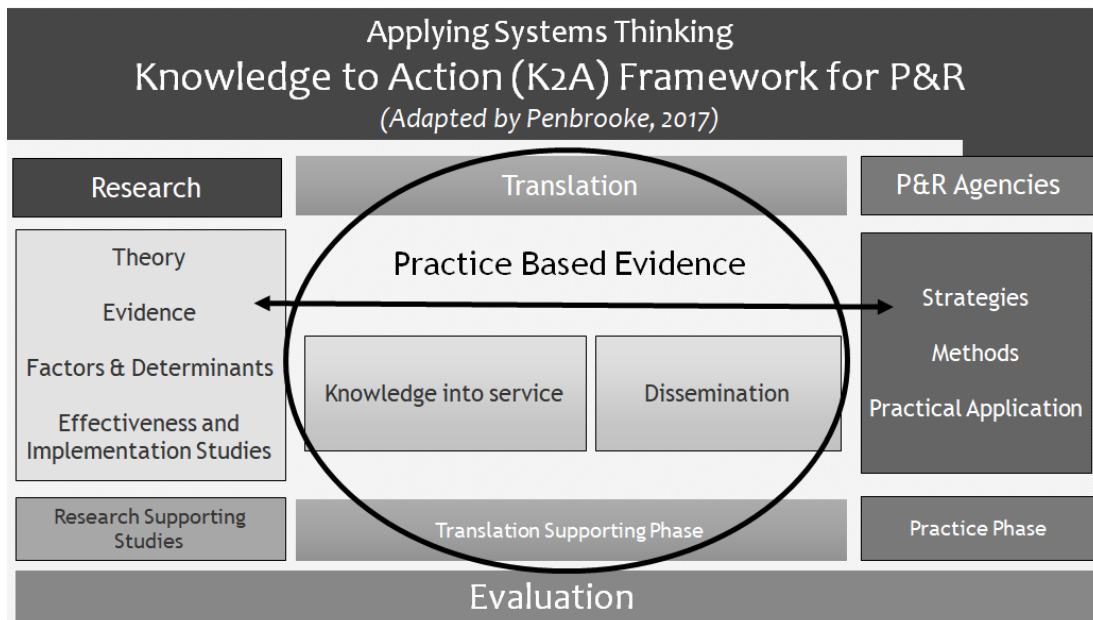 Applying Systems Thinking
Knowledge to Action (K2A) Framework for P&R
(Adapted by Penbrooke, 2017)
Research
Translation
P&R Agencies
Theory
Evidence
Factors & Determinants
Effectiveness and
Implementation Studies
Practice Based Evidence
Knowledge into service
Dissemination
Strategies
Methods
Practical Application
Research Supporting
Studies
Translation Supporting Phase
Practice Phase
Evaluation